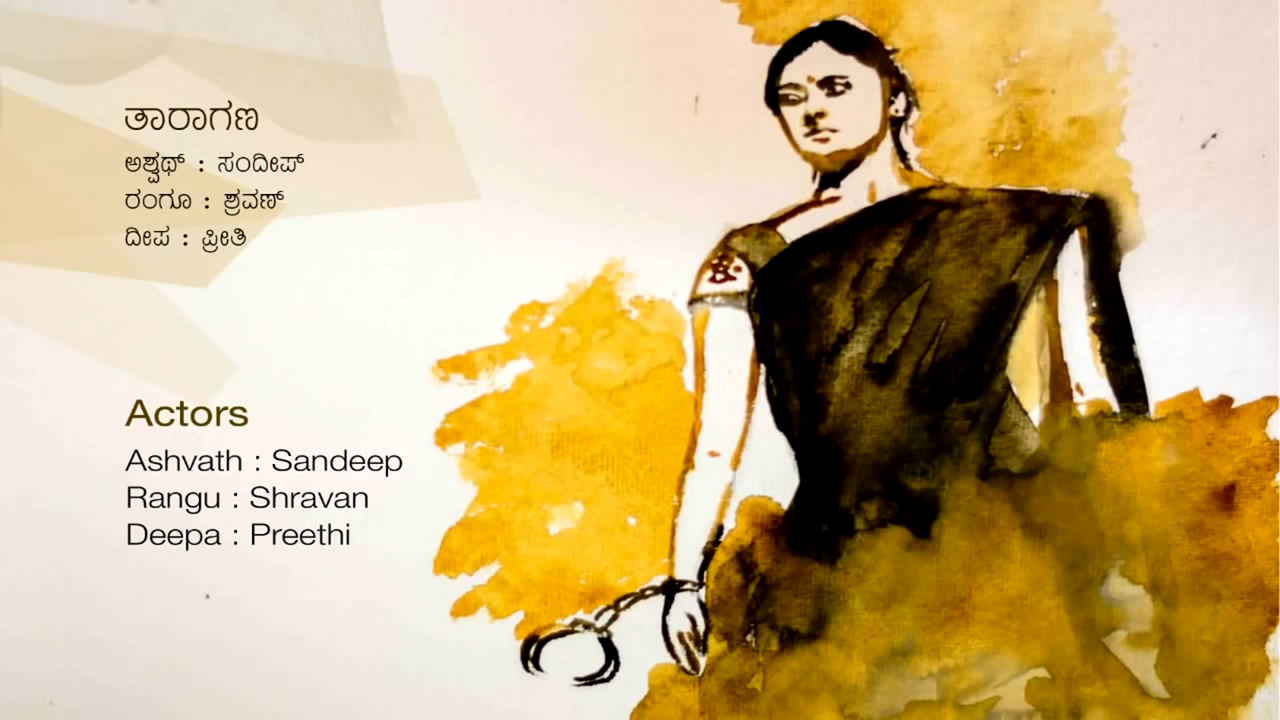 ತಾರಾಗಣ
ಅಶ್ವಥ್ : ಸಂದೀಪ್
ರಂಗೂ : ಶ್ರವಣ್
ದೀಪ : ಪ್ರೀತಿ
Actors
Ashvath : Sandeep
Rangu : Shravan
Deepa : Preethi